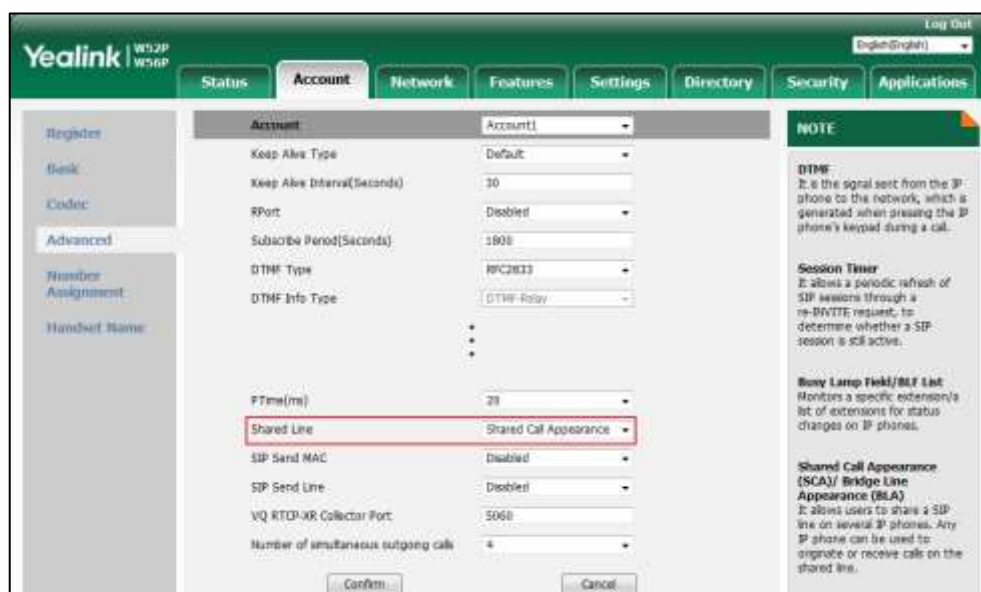 Log Out
Yealink W52P W56P
English(English)
Status Account Network Features Settings Directory Security Applications
Register
Basic
Codec
Advanced
Number
Assignment
Handset Name
Account Account1
Keep Alive Type Default
Keep Alive Interval(Seconds) 30
RPort Disabled
Subscribe Period(Seconds) 1800
DTMF Type RFC2833
DTMF Info Type DTMF-Relay
PTime(ms) 20
Shared Line Shared Call Appearance
SIP Send MAC Disabled
SIP Send Line Disabled
VQ RTCP-XR Collector Port 5060
Number of simultaneous outgoing calls 4
Confirm Cancel
NOTE
DTMF
It is the signal sent from the IP
phone to the network, which is
generated when pressing the IP
phone's keypad during a call.
Session Timer
It allows a periodic refresh of
SIP sessions through a
re-INVITE request, to
determine whether a SIP
session is still active.
Busy Lamp Field/BLF List
Monitors a specific extension/a
list of extensions for status
changes on IP phones.
Shared Call Appearance
(SCA)/ Bridge Line
Appearance (BLA)
It allows users to share a SIP
line on several IP phones. Any
IP phone can be used to
originate or receive calls on the
shared line.